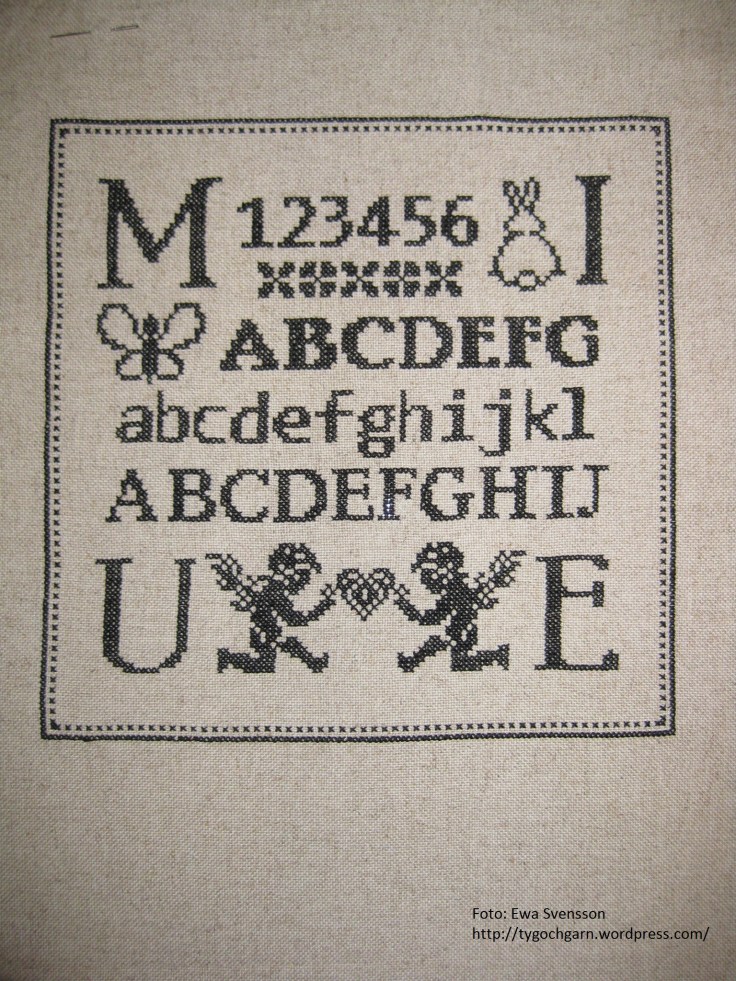 M 123456 I
ABCDEFG
abcdefghijkl
ABCDEFGHIJ
U E
Foto: Ewa Svensson
http://tygochgarn.wordpress.com/